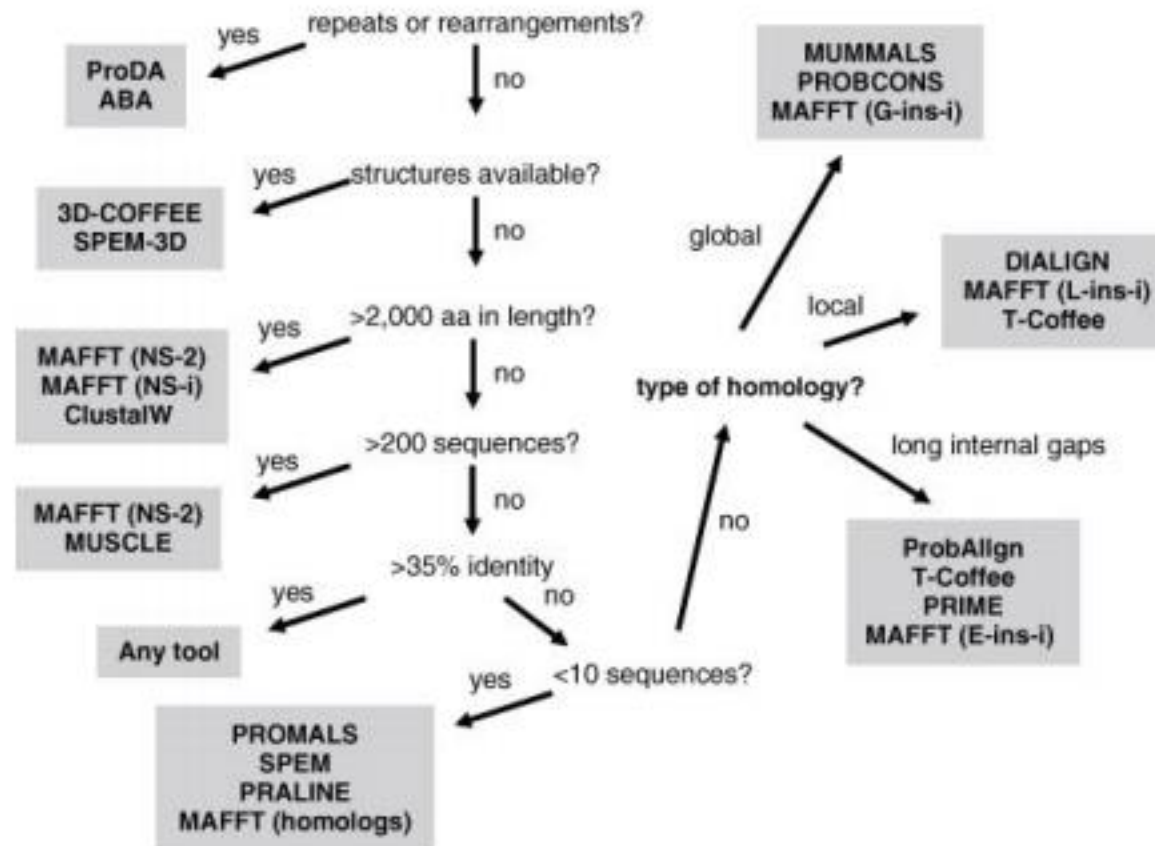 repeats or rearrangements?
yes
no
ProDA
ABA
structures available?
yes
no
3D-COFFEE
SPEM-3D
>2,000 aa in length?
yes
no
MAFFT (NS-2)
MAFFT (NS-i)
ClustalW
>200 sequences?
yes
no
MAFFT (NS-2)
MUSCLE
>35% identity
yes
no
Any tool
<10 sequences?
yes
no
PROMALS
SPEM
PRALINE
MAFFT (homologs)
type of homology?
global
MUMMALS
PROBCONS
MAFFT (G-ins-i)
local
DIALIGN
MAFFT (L-ins-i)
T-Coffee
long internal gaps
ProbAlign
T-Coffee
PRIME
MAFFT (E-ins-i)